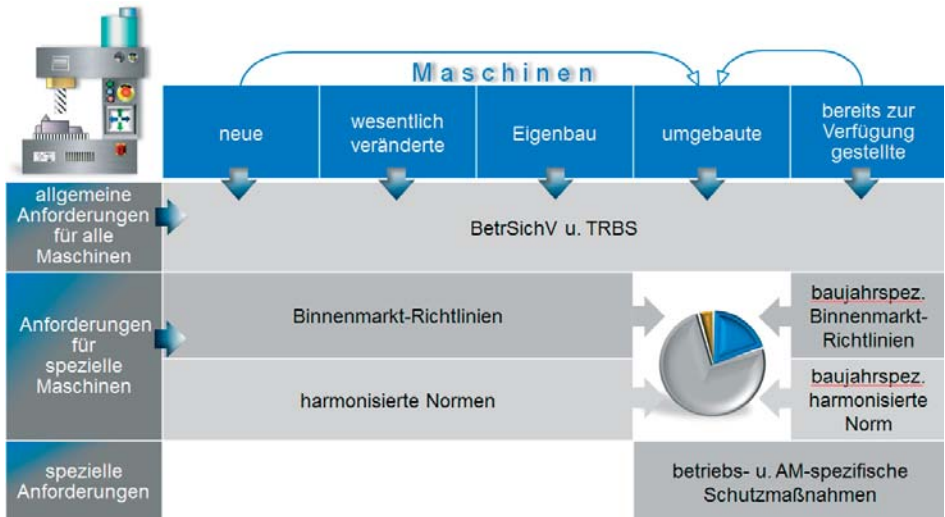 Maschinen
neue
wesentlich
veränderte
Eigenbau
umgebaute
bereits zur
Verfügung
gestellte
allgemeine
Anforderungen
für alle
Maschinen
BetrSichV u. TRBS
Anforderungen
für
spezielle
Maschinen
Binnenmarkt-Richtlinien
baujahrspez.
Binnenmarkt-
Richtlinien
harmonisierte Normen
baujahrspez.
harmonisierte
Norm
spezielle
Anforderungen
betriebs- u. AM-spezifische
Schutzmaßnahmen